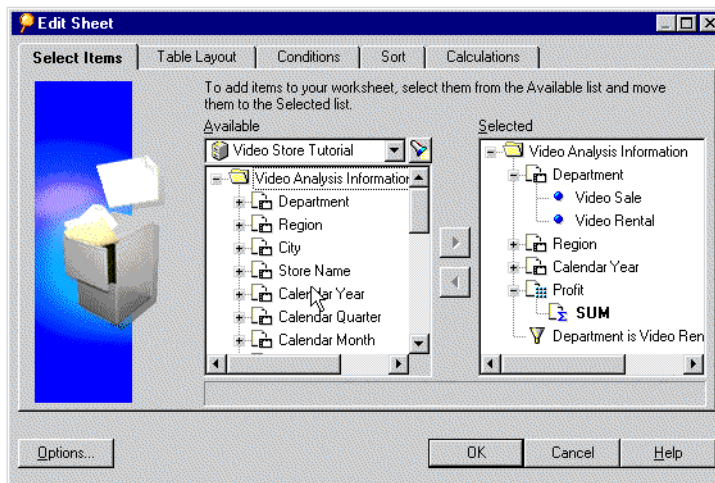 Edit Sheet
Select Items
Table Layout
Conditions
Sort
Calculations
To add items to your worksheet, select them from the Available list and move
them to the Selected list.
Available
Video Store Tutorial
Video Analysis Information
Department
Region
City
Store Name
Calendar Year
Calendar Quarter
Calendar Month
Selected
Video Analysis Information
Department
Video Sale
Video Rental
Region
Calendar Year
Profit
SUM
Department is Video Ren
Options...
OK
Cancel
Help